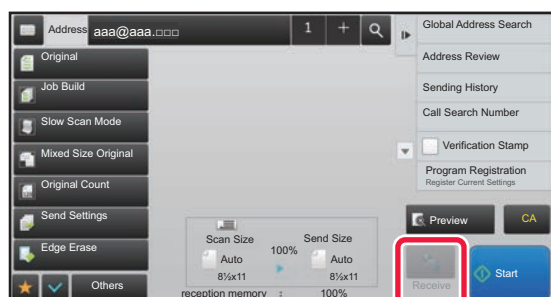 Address aaa@aaa.□□□ 1 +
Original
Job Build
Slow Scan Mode
Mixed Size Original
Original Count
Send Settings
Edge Erase
Others
Scan Size
Auto
8½x11
100%
Send Size
Auto
8½x11
reception memory : 100%
Global Address Search
Address Review
Sending History
Call Search Number
Verification Stamp
Program Registration
Register Current Settings
Preview
CA
Receive
Start